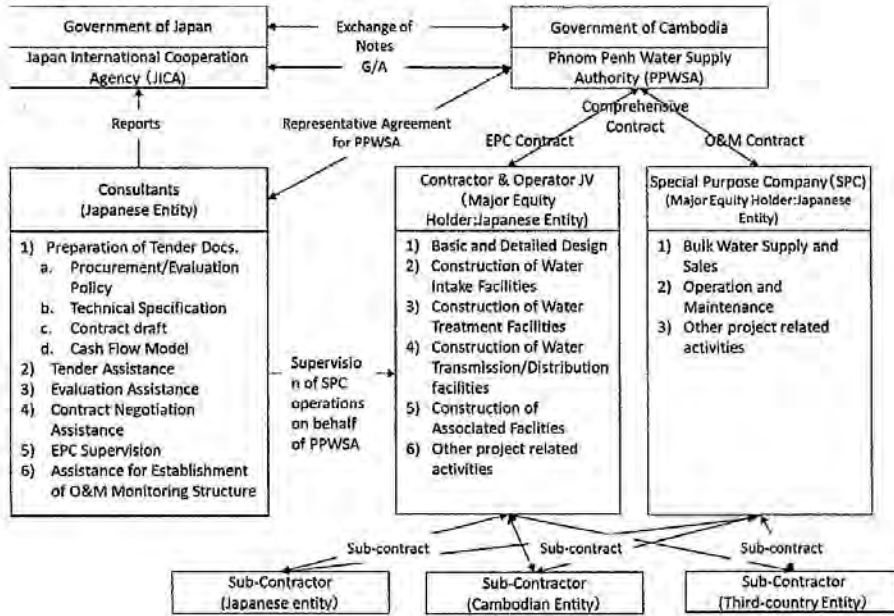 Government of Japan
Exchange of
Notes
G/A
Government of Cambodia
Japan International Cooperation
Agency (JICA)
Phnom Penh Water Supply
Authority (PPWSA)
Reports
Representative Agreement
for PPWSA
Comprehensive
Contract
EPC Contract
O&M Contract
Consultants
(Japanese Entity)
1) Preparation of Tender Docs.
a. Procurement/Evaluation
Policy
b. Technical Specification
c. Contract draft
d. Cash Flow Model
2) Tender Assistance
3) Evaluation Assistance
4) Contract Negotiation
Assistance
5) EPC Supervision
6) Assistance for Establishment
of O&M Monitoring Structure
Supervisio
n of SPC
operations
on behalf
of PPWSA
Contractor & Operator JV
(Major Equity
Holder:Japanese Entity)
1) Basic and Detailed Design
2) Construction of Water
Intake Facilities
3) Construction of Water
Treatment Facilities
4) Construction of Water
Transmission/Distribution
facilities
5) Construction of
Associated Facilities
6) Other project related
activities
Special Purpose Company (SPC)
(Major Equity Holder:Japanese
Entity)
1) Bulk Water Supply and
Sales
2) Operation and
Maintenance
3) Other project related
activities
Sub-contract
Sub-contract
Sub-contract
Sub-Contractor
(Japanese entity)
Sub-Contractor
(Cambodian Entity)
Sub-Contractor
(Third-country Entity)